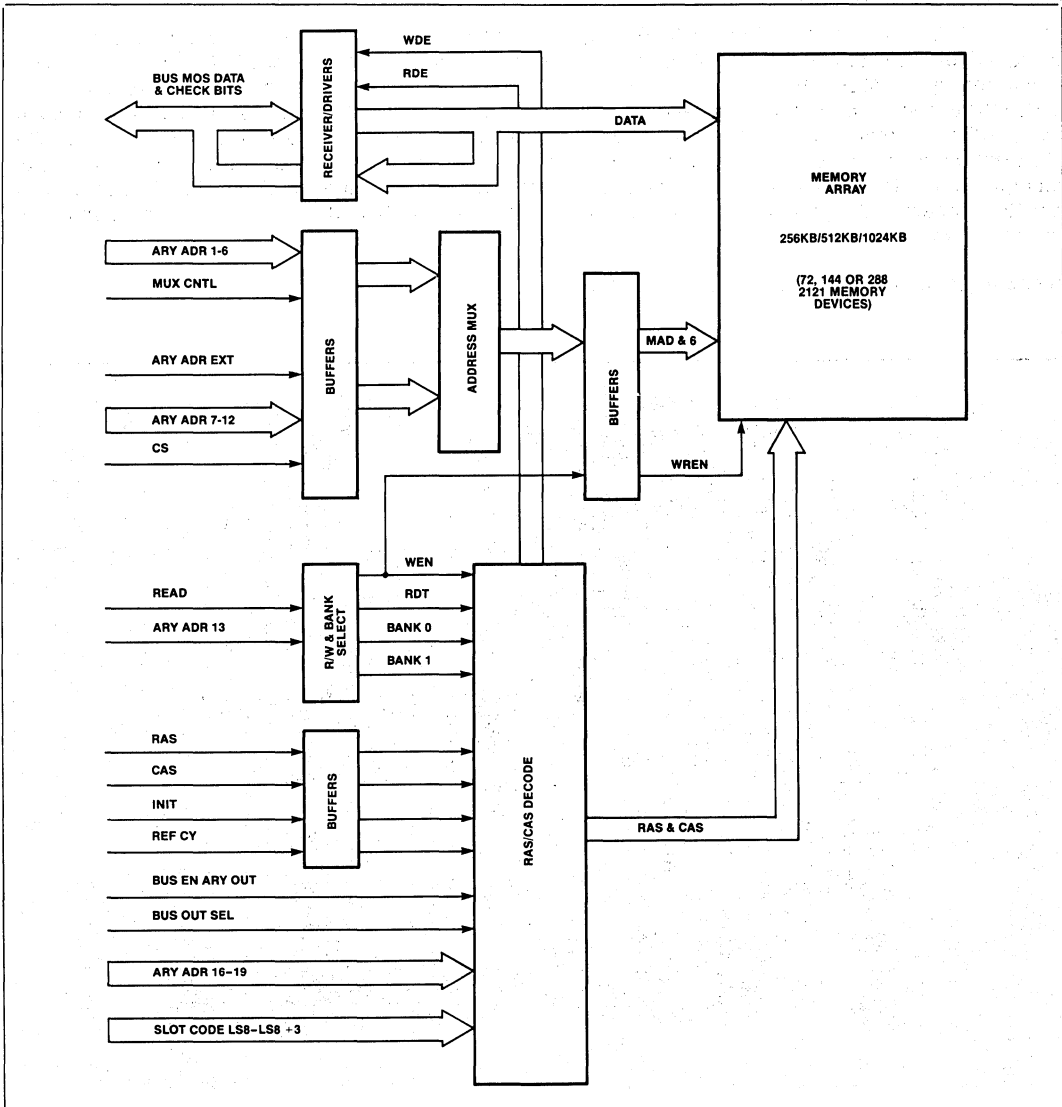 WDE
RDE
BUS MOS DATA
& CHECK BITS
RECEIVER/DRIVERS
DATA
MEMORY
ARRAY
256KB/512KB/1024KB
(72, 144 OR 288
2121 MEMORY
DEVICES)
ARY ADR 1-6
MUX CNTL
ARY ADR EXT
ARY ADR 7-12
CS
BUFFERS
ADDRESS MUX
BUFFERS
MAD & 6
WREN
READ
ARY ADR 13
R/W & BANK
SELECT
WEN
RDT
BANK 0
BANK 1
RAS
CAS
INIT
REF CY
BUFFERS
BUS EN ARY OUT
BUS OUT SEL
ARY ADR 16-19
SLOT CODE LS8-LS8 +3
RAS/CAS DECODE
RAS & CAS